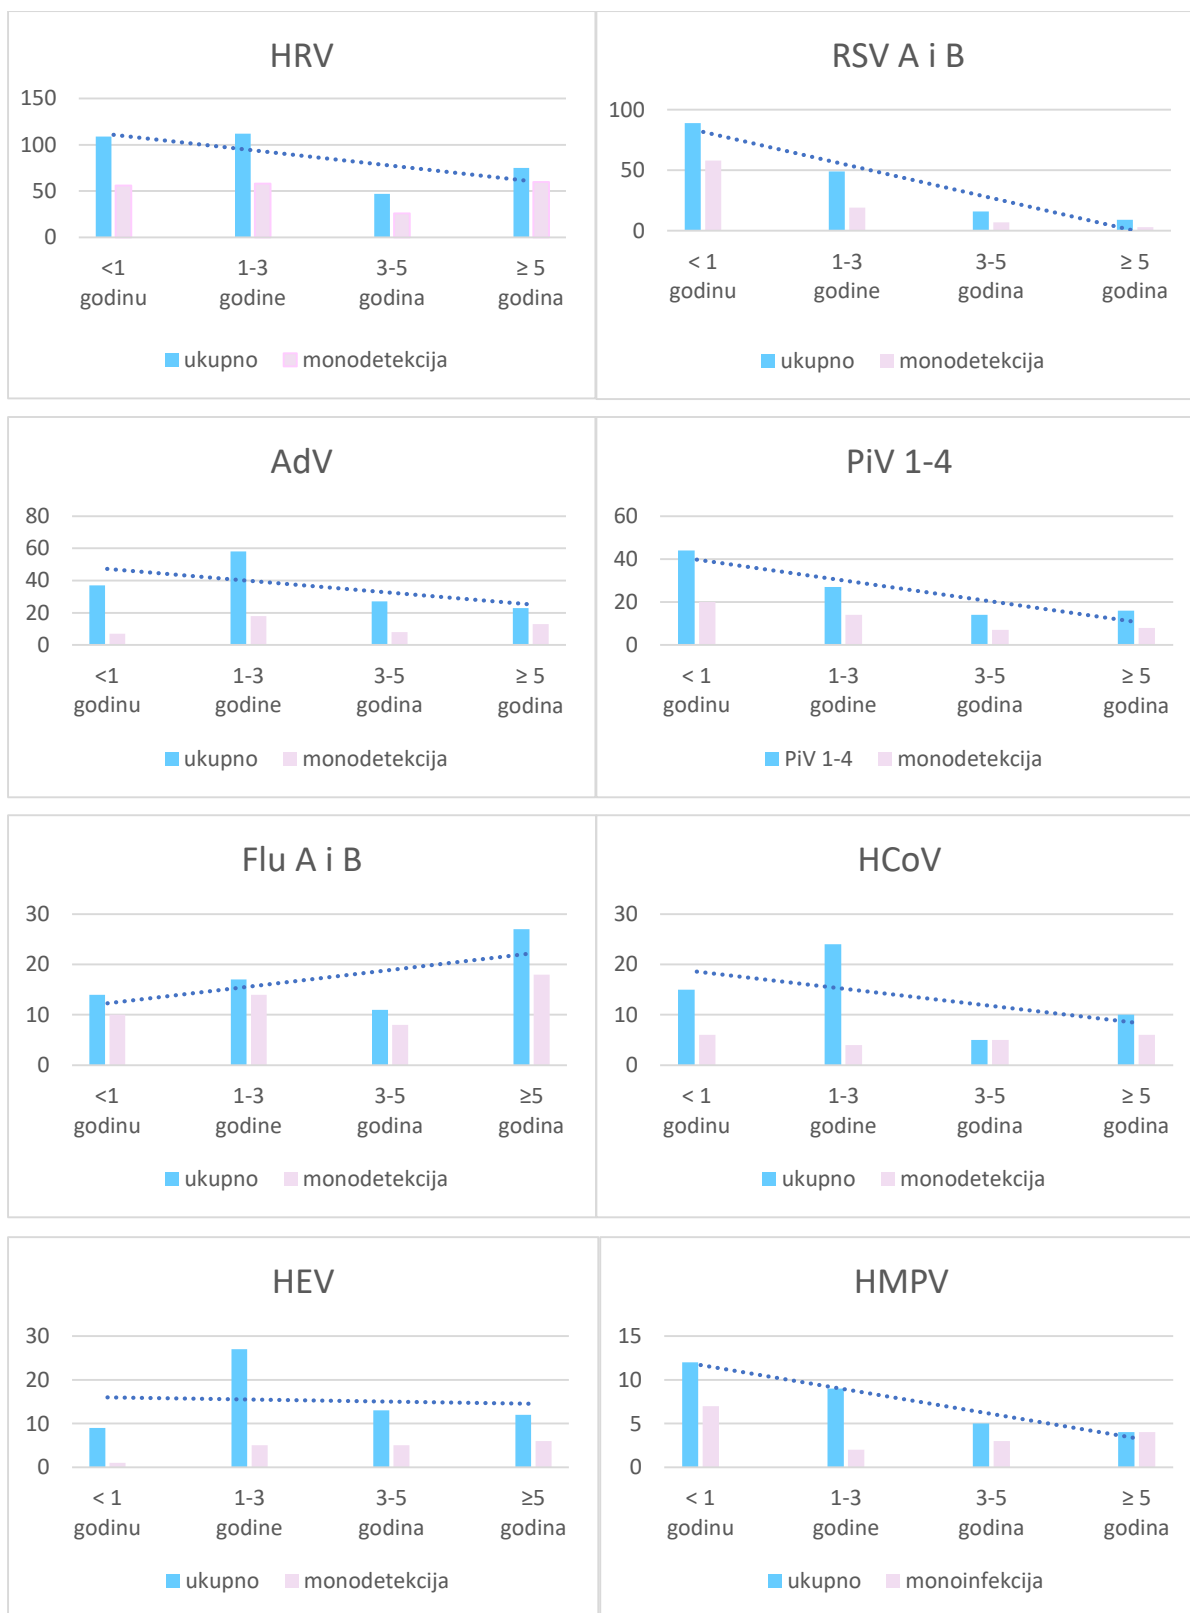 HRV
150
100
50
0
<1 godinu
1-3 godine
3-5 godina
≥ 5 godina
ukupno monodetekcija
RSV A i B
100
50
0
< 1 godinu
1-3 godine
3-5 godina
≥ 5 godina
ukupno monodetekcija
AdV
80
60
40
20
0
<1 godinu
1-3 godine
3-5 godina
≥ 5 godina
ukupno monodetekcija
PiV 1-4
60
40
20
0
< 1 godinu
1-3 godine
3-5 godina
≥ 5 godina
PiV 1-4 monodetekcija
Flu A i B
30
20
10
0
<1 godinu
1-3 godine
3-5 godina
≥5 godina
ukupno monodetekcija
HCoV
30
20
10
0
< 1 godinu
1-3 godine
3-5 godina
≥ 5 godina
ukupno monodetekcija
HEV
30
20
10
0
< 1 godinu
1-3 godine
3-5 godina
≥5 godina
ukupno monodetekcija
HMPV
15
10
5
0
< 1 godinu
1-3 godine
3-5 godina
≥ 5 godina
ukupno monoinfekcija